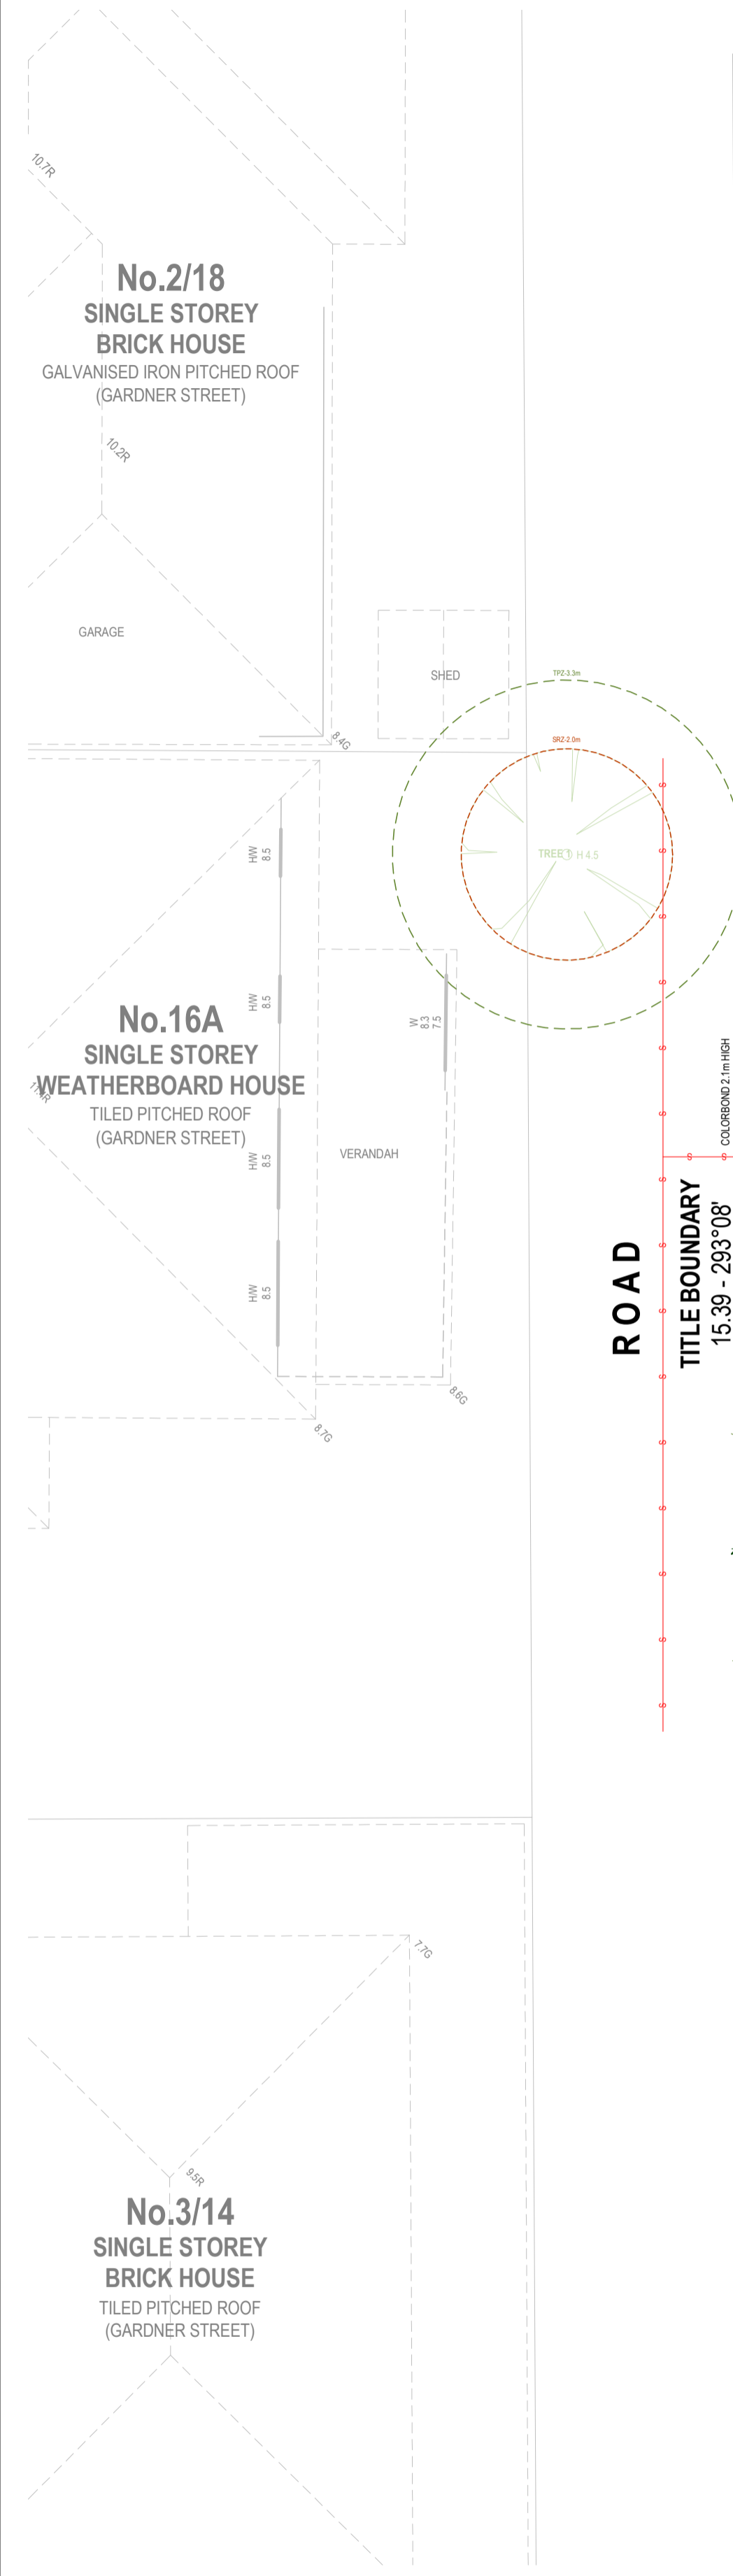 10.7R
No.2/18
SINGLE STOREY
BRICK HOUSE
GALVANISED IRON PITCHED ROOF
(GARDNER STREET)
10.2R
GARAGE
SHED
TPZ-3.3m
8.4G
SRZ-2.0m
S
H/W
8.5
TREE 1 H 4.5
S
S
H/W
8.5
S
No.16A
SINGLE STOREY
WEATHERBOARD HOUSE
TILED PITCHED ROOF
(GARDNER STREET)
W
8.3
7.5
S
COLORBOND 2.1m HIGH
S
H/W
8.5
VERANDAH
S
S
S
ROAD
TITLE BOUNDARY
15.39 - 293°08'
S
H/W
8.5
S
S
8.6G
8.7G
S
S
S
S
S
7.7G
9.5R
No.3/14
SINGLE STOREY
BRICK HOUSE
TILED PITCHED ROOF
(GARDNER STREET)